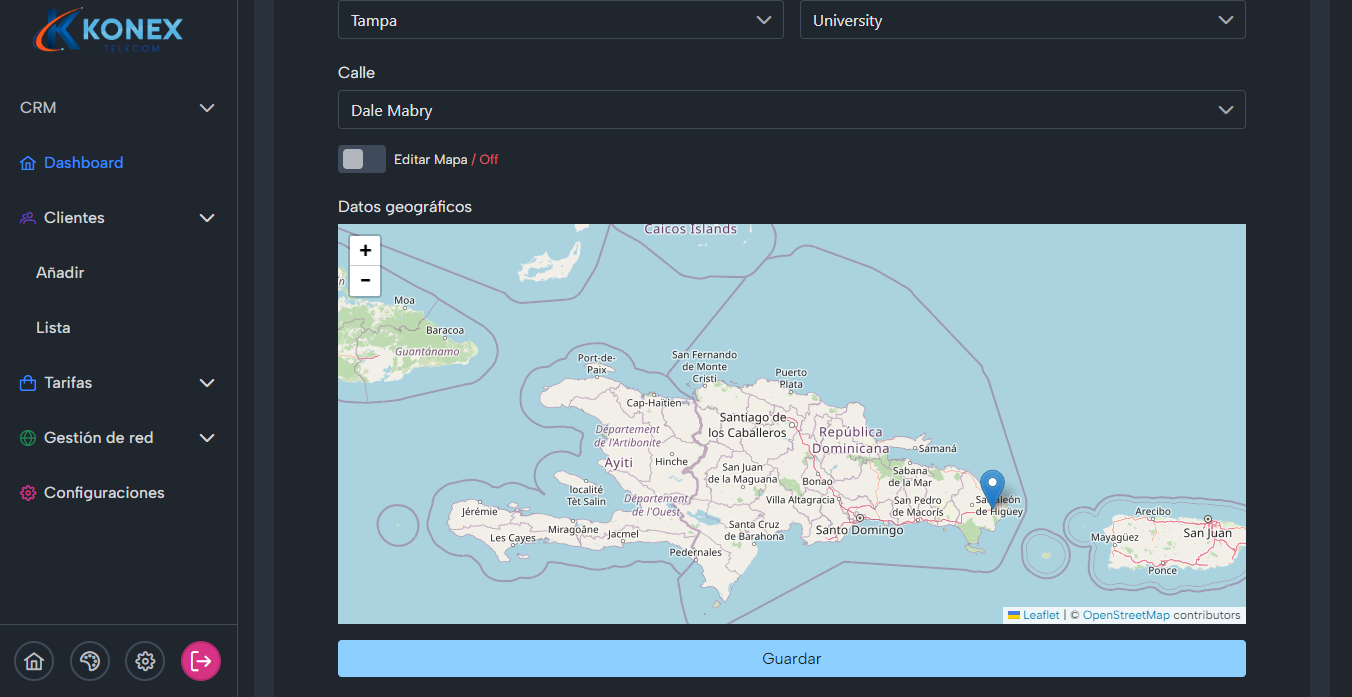 KONEX
TELECOM
CRM
Dashboard
Clientes
Añadir
Lista
Tarifas
Gestión de red
Configuraciones
Tampa
University
Calle
Dale Mabry
Editar Mapa / Off
Datos geográficos
+
-
Caicos Islands
Moa
Baracoa
Guantánamo
Port-de-
Paix
San Fernando
de Monte
Cristi
Puerto
Plata
Cap-Haïtien
Santiago de
los Caballeros
Département
de l'Artibonite
República
Dominicana
Samaná
Ayiti
Hinche
San Juan
de la Maguana
Bonao
Sabana
de la Mar
localité
Tèt Salin
Département
de l'Ouest
Villa Altagracia
San Pedro
de Macorís
de Higüey
Jérémie
Miragoâne
Jacmel
Les Cayes
Santa Cruz
de Barahona
Santo Domingo
Pedernales
Arecibo
Mayagüez
San Juan
Ponce
Leaflet | © OpenStreetMap contributors
Guardar